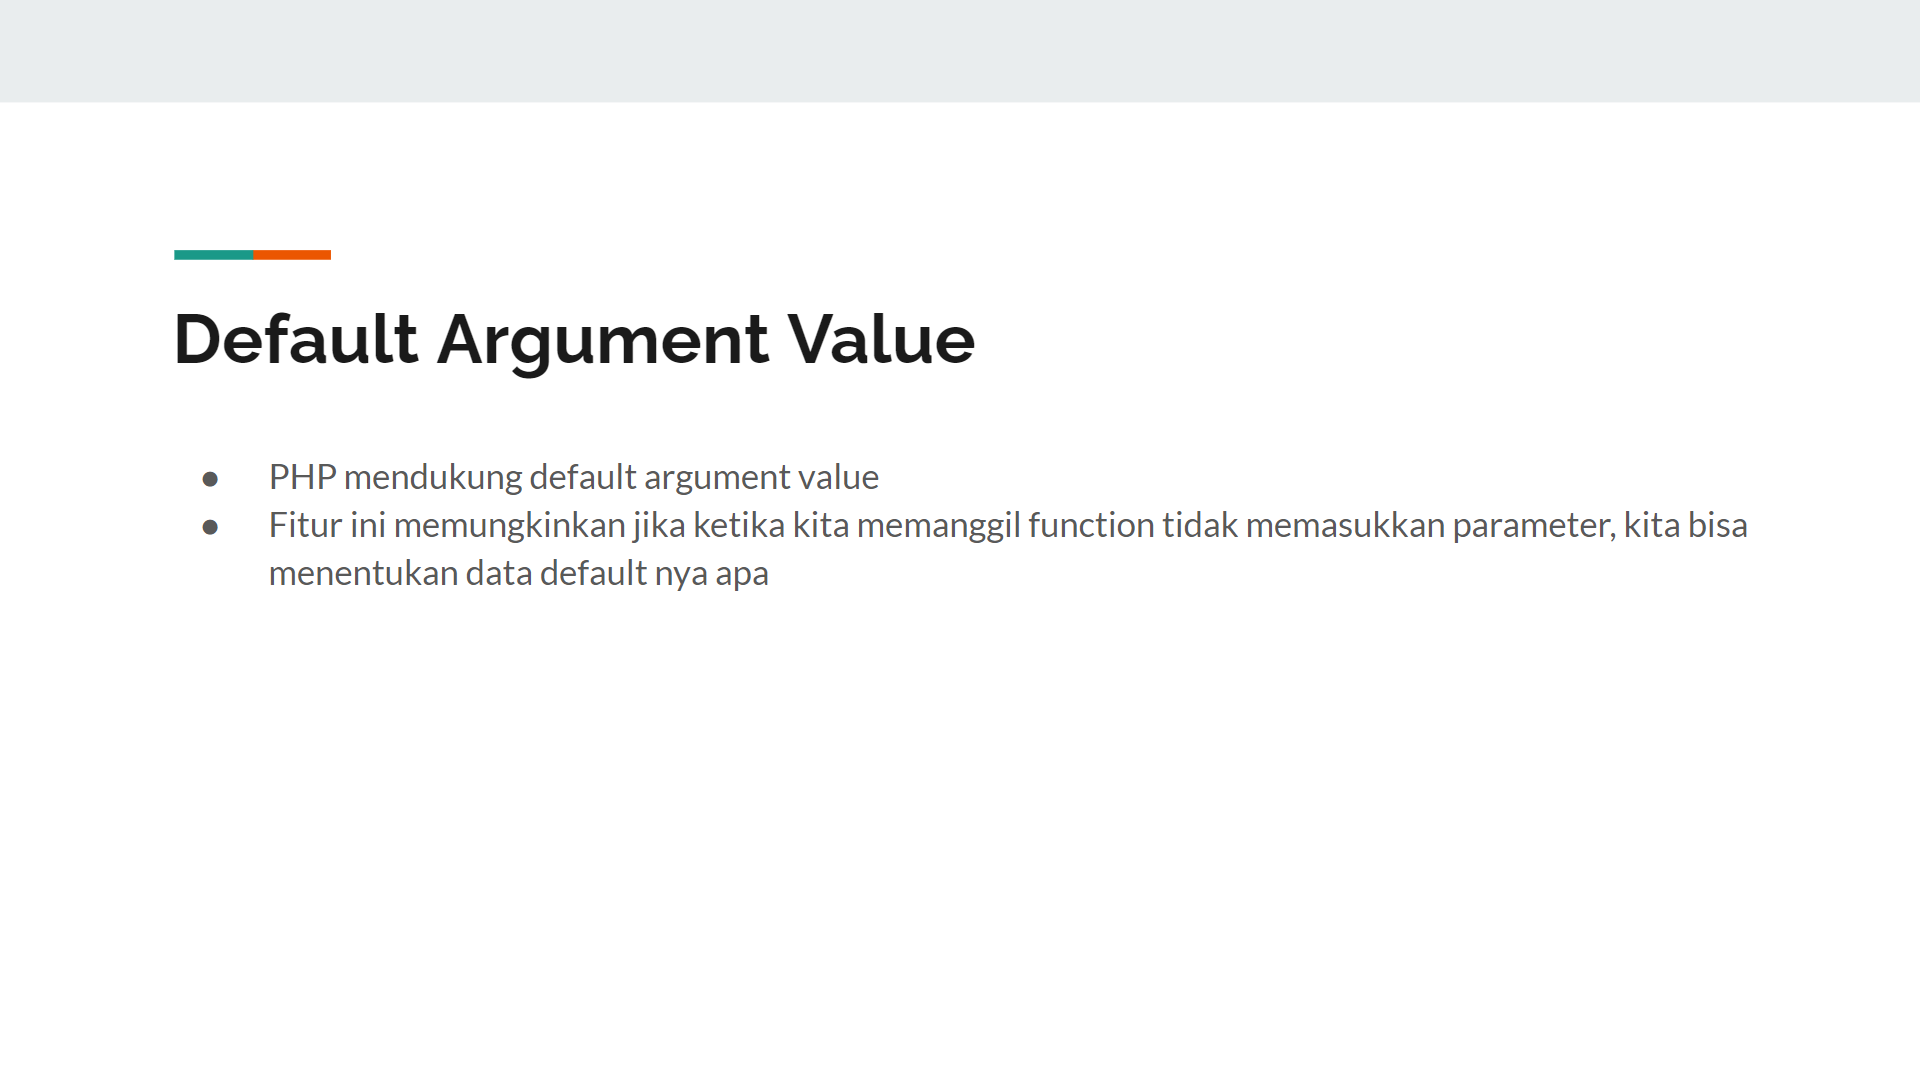 Default Argument Value
● PHP mendukung default argument value
● Fitur ini memungkinkan jika ketika kita memanggil function tidak memasukkan parameter, kita bisa
menentukan data default nya apa